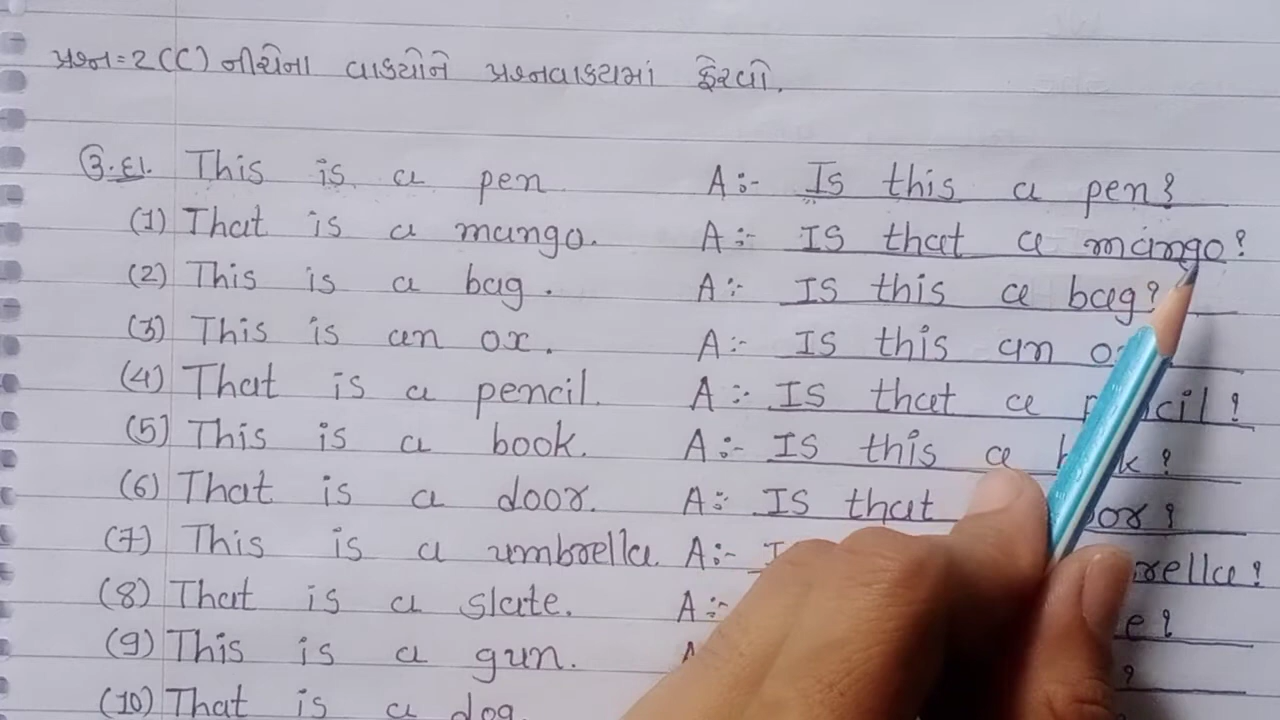 પ્રશ્ન=2 (C) નીચેના વાક્યોને પ્રશ્નવાક્યમાં ફેરવો.
ઉ.દા. This is a pen A:- Is this a pen?
(1) That is a mango. A:- IS that a mango?
(2) This is a bag. A:- IS this a bag?
(3) This is an ox. A:- IS this an
(4) That is a pencil. A:- IS that a
(5) This is a book. A:- IS this a
(6) That is a door. A:- IS that
(7) This is a umbrella. A:-
(8) That is a slate. A:-
(9) This is a gun.
(10) That is a dog.